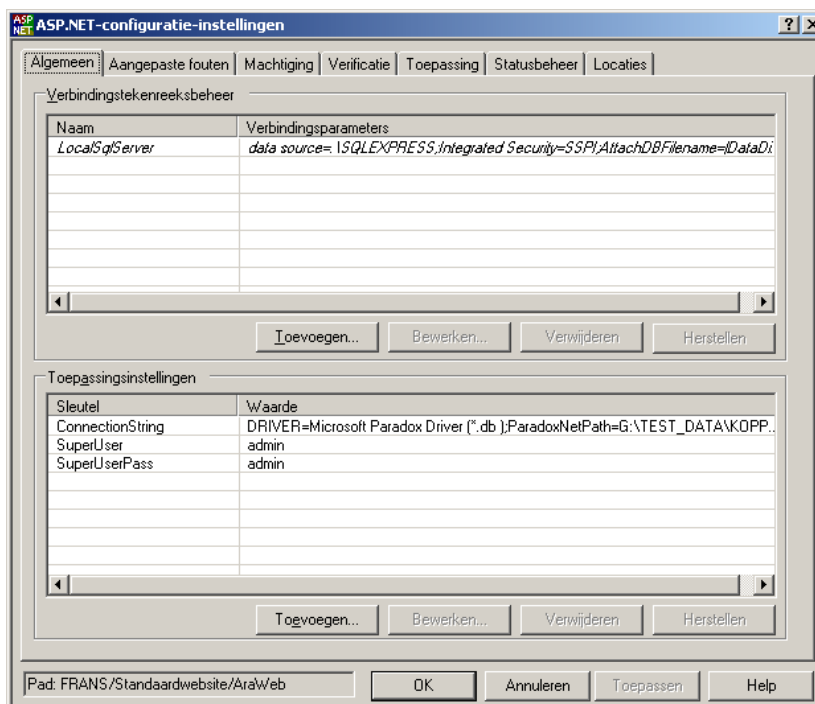 ASP.NET-configuratie-instellingen
Algemeen Aangepaste fouten Machtiging Verificatie Toepassing Statusbeheer Locaties
Verbindingstekenreeksbeheer
Naam Verbindingsparameters
LocalSqlServer data source=.\SQLEXPRESS;Integrated Security=SSPI;AttachDBFilename=|DataDi
Toevoegen... Bewerken... Verwijderen Herstellen
Toepassingsinstellingen
Sleutel Waarde
ConnectionString DRIVER=Microsoft Paradox Driver (*.db );ParadoxNetPath=G:\TEST_DATA\KOPP...
SuperUser admin
SuperUserPass admin
Toevoegen... Bewerken... Verwijderen Herstellen
Pad: FRANS/Standaardwebsite/AraWeb OK Annuleren Toepassen Help